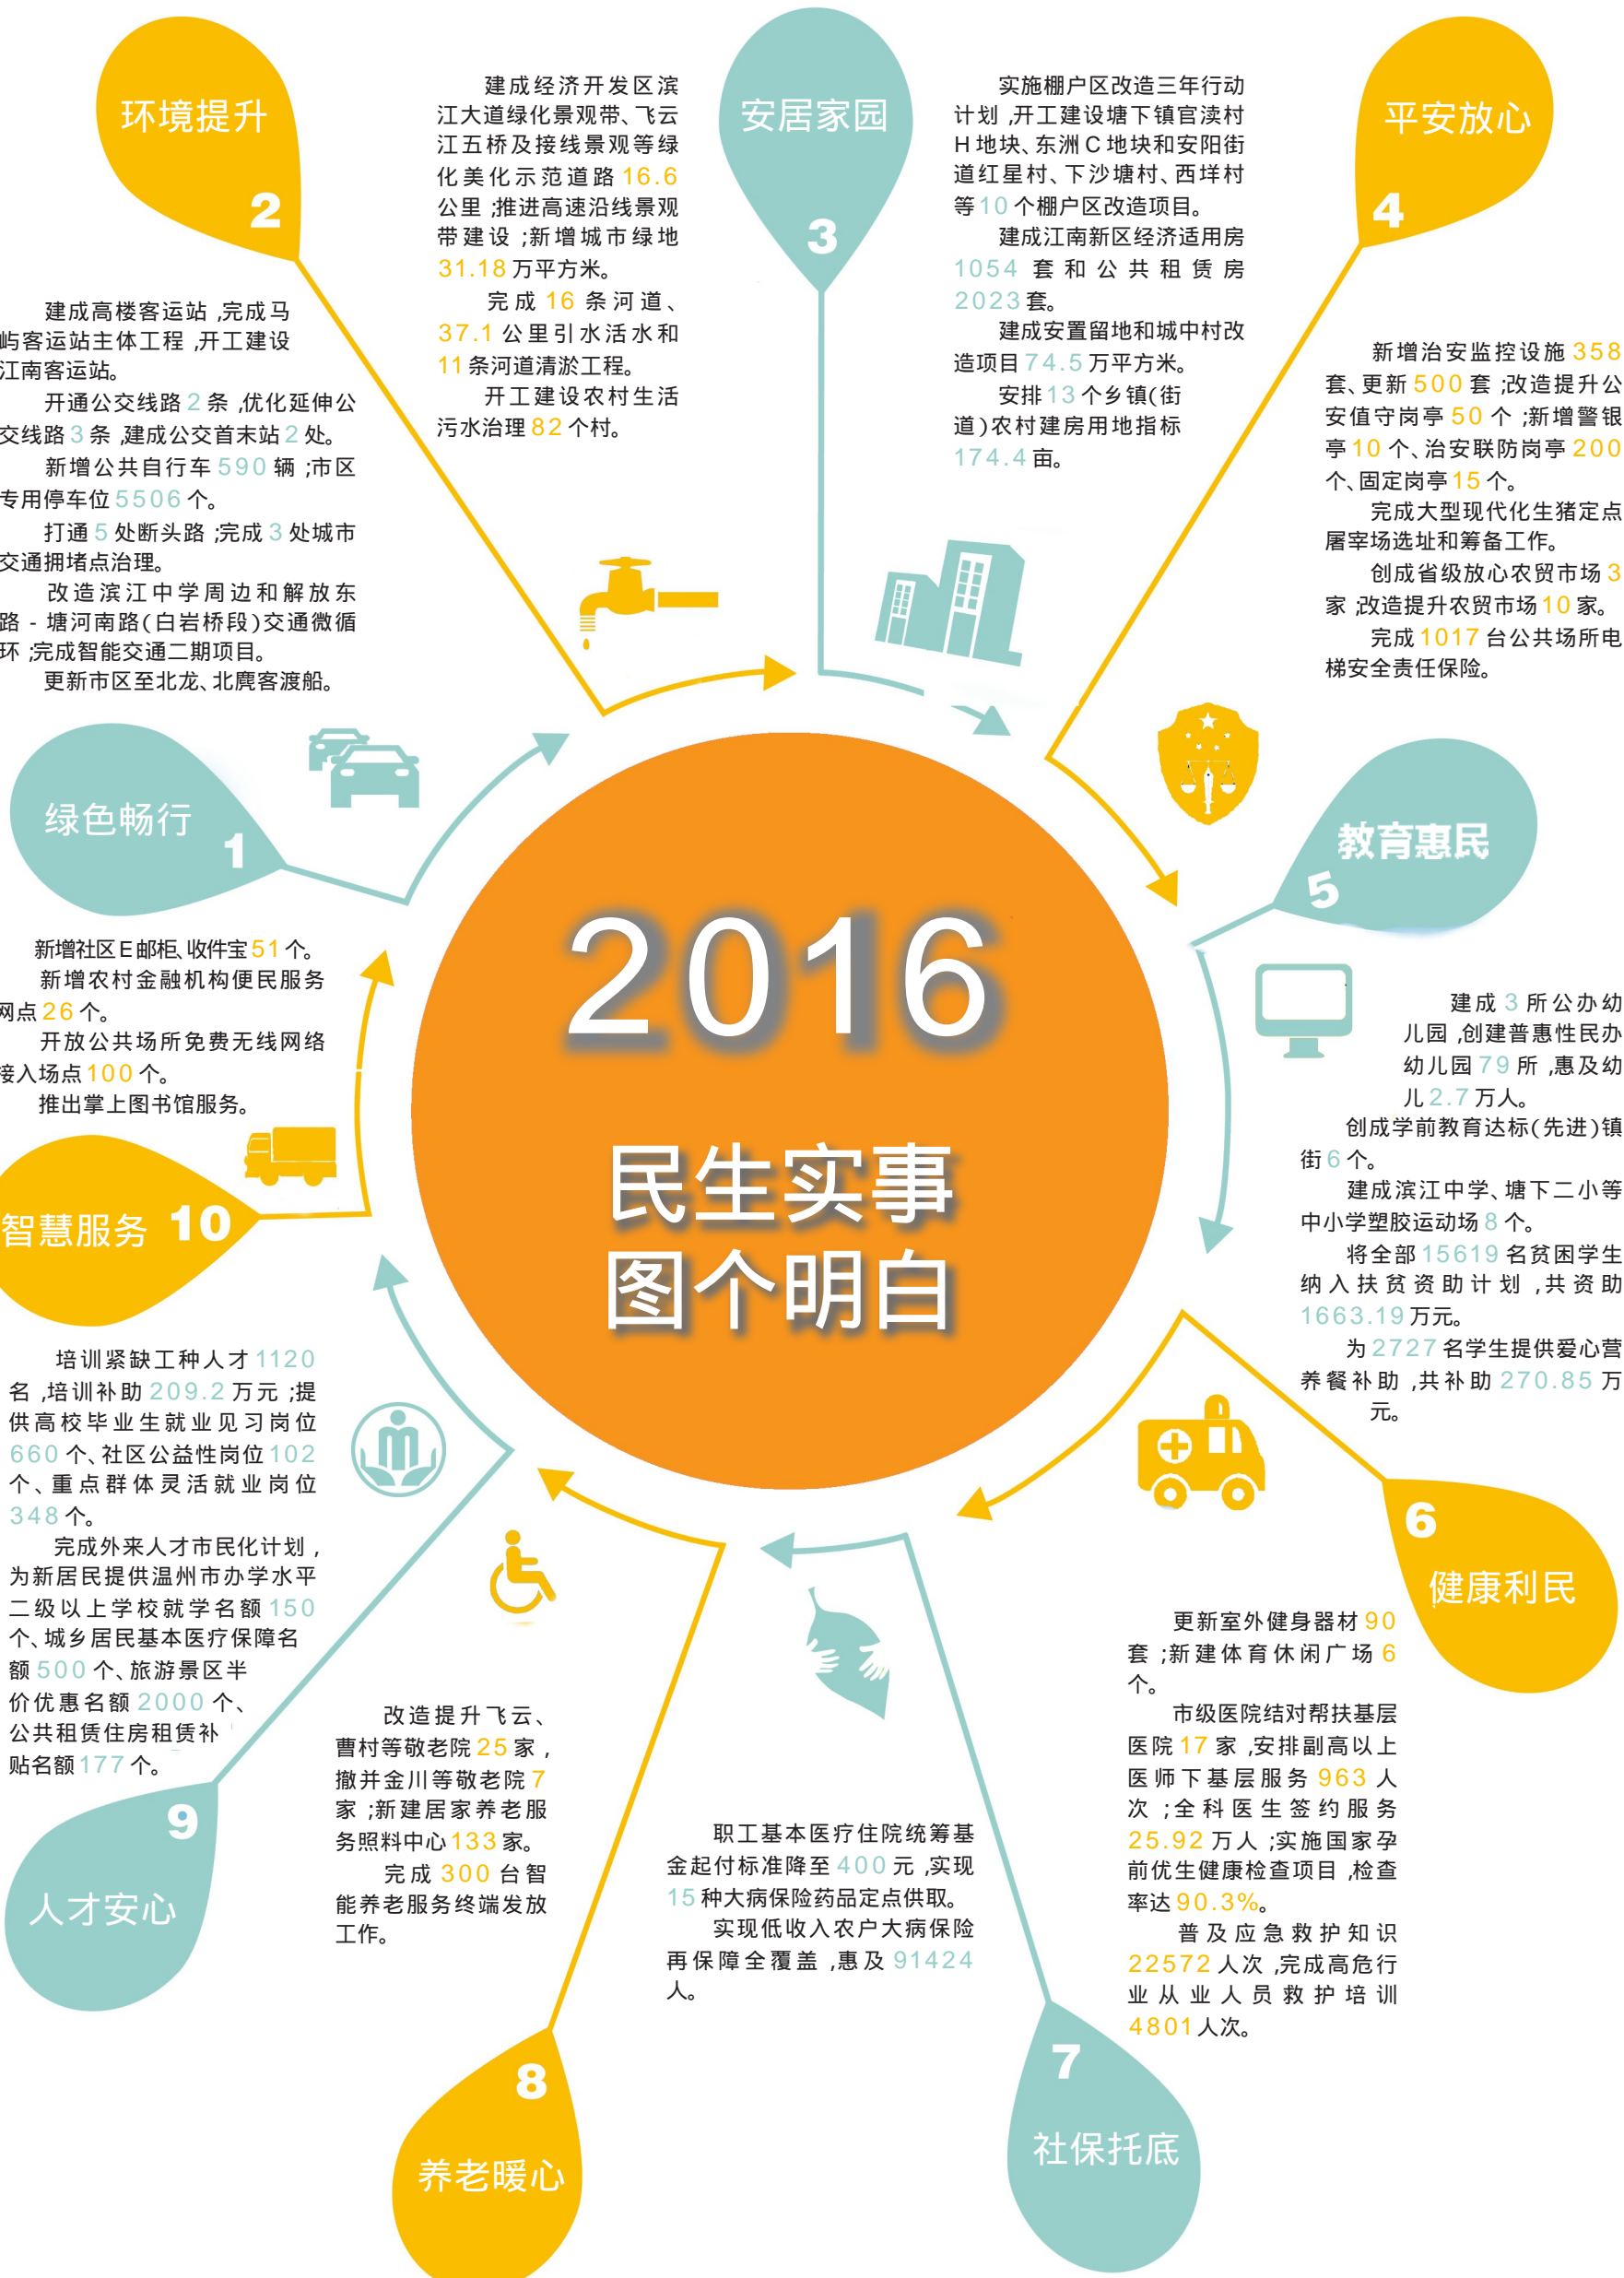 2016
民生实事
图个明白
绿色畅行
1
建成高楼客运站,完成马
屿客运站主体工程,开工建设
江南客运站。
开通公交线路2条,优化延伸公
交线路3条,建成公交首末站2处。
新增公共自行车590辆;市区
专用停车位5506个。
打通5处断头路;完成3处城市
交通拥堵点治理。
改造滨江中学周边和解放东
路-塘河南路(白岩桥段)交通微循
环;完成智能交通二期项目。
更新市区至北龙、北麂客渡船。
环境提升
2
建成经济开发区滨
江大道绿化景观带、飞云
江五桥及接线景观等绿
化美化示范道路16.6
公里;推进高速沿线景观
带建设;新增城市绿地
31.18万平方米。
完成16条河道、
37.1公里引水活水和
11条河道清淤工程。
开工建设农村生活
污水治理82个村。
安居家园
3
实施棚户区改造三年行动
计划,开工建设塘下镇官渎村
H地块、东洲C地块和安阳街
道红星村、下沙塘村、西垟村
等10个棚户区改造项目。
建成江南新区经济适用房
1054套和公共租赁房
2023套。
建成安置留地和城中村改
造项目74.5万平方米。
安排13个乡镇(街
道)农村建房用地指标
174.4亩。
平安放心
4
新增治安监控设施358
套、更新500套;改造提升公
安值守岗亭50个;新增警银
亭10个、治安联防岗亭200
个、固定岗亭15个。
完成大型现代化生猪定点
屠宰场选址和筹备工作。
创成省级放心农贸市场3
家;改造提升农贸市场10家。
完成1017台公共场所电
梯安全责任保险。
教育惠民
5
建成3所公办幼
儿园,创建普惠性民办
幼儿园79所,惠及幼
儿2.7万人。
创成学前教育达标(先进)镇
街6个。
建成滨江中学、塘下二小等
中小学塑胶运动场8个。
将全部15619名贫困学生
纳入扶贫资助计划,共资助
1663.19万元。
为2727名学生提供爱心营
养餐补助,共补助270.85万
元。
6
健康利民
更新室外健身器材90
套;新建体育休闲广场6
个。
市级医院结对帮扶基层
医院17家,安排副高以上
医师下基层服务963人
次;全科医生签约服务
25.92万人;实施国家孕
前优生健康检查项目,检查
率达90.3%。
普及应急救护知识
22572人次,完成高危行
业从业人员救护培训
4801人次。
职工基本医疗住院统筹基
金起付标准降至400元,实现
15种大病保险药品定点供取。
实现低收入农户大病保险
再保障全覆盖,惠及91424
人。
7
社保托底
改造提升飞云、
曹村等敬老院25家,
撤并金川等敬老院7
家;新建居家养老服
务照料中心133家。
完成300台智
能养老服务终端发放
工作。
8
养老暖心
培训紧缺工种人才1120
名,培训补助209.2万元;提
供高校毕业生就业见习岗位
660个、社区公益性岗位102
个、重点群体灵活就业岗位
348个。
完成外来人才市民化计划,
为新居民提供温州市办学水平
二级以上学校就学名额150
个、城乡居民基本医疗保障名
额500个、旅游景区半
价优惠名额2000个、
公共租赁住房租赁补
贴名额177个。
9
人才安心
新增社区E邮柜、收件宝51个。
新增农村金融机构便民服务
网点26个。
开放公共场所免费无线网络
接入场点100个。
推出掌上图书馆服务。
智慧服务 10